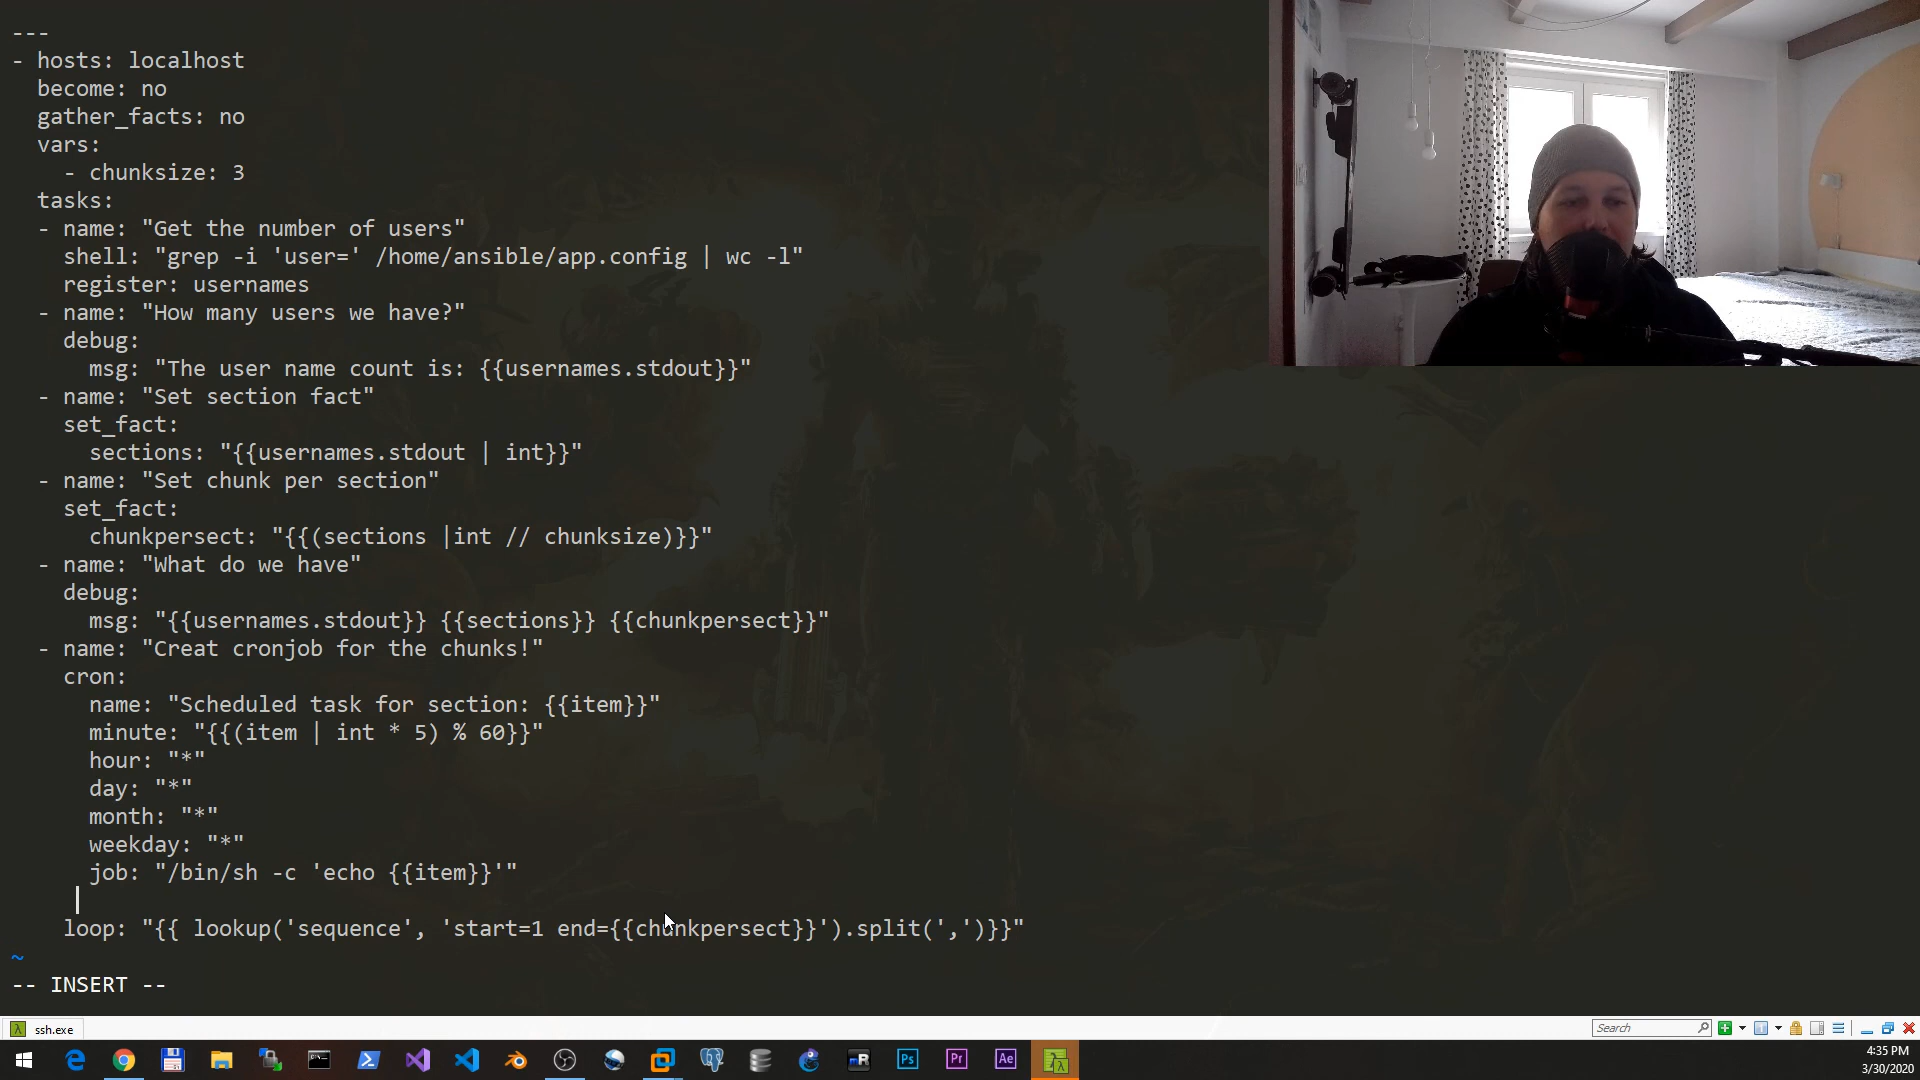 ---
- hosts: localhost
  become: no
  gather_facts: no
  vars:
    - chunksize: 3
  tasks:
  - name: "Get the number of users"
    shell: "grep -i 'user=' /home/ansible/app.config | wc -l"
    register: usernames
  - name: "How many users we have?"
    debug:
      msg: "The user name count is: {{usernames.stdout}}"
  - name: "Set section fact"
    set_fact:
      sections: "{{usernames.stdout | int}}"
  - name: "Set chunk per section"
    set_fact:
      chunkpersect: "{{(sections |int // chunksize)}}"
  - name: "What do we have"
    debug:
      msg: "{{usernames.stdout}} {{sections}} {{chunkpersect}}"
  - name: "Creat cronjob for the chunks!"
    cron:
      name: "Scheduled task for section: {{item}}"
      minute: "{{(item | int * 5) % 60}}"
      hour: "*"
      day: "*"
      month: "*"
      weekday: "*"
      job: "/bin/sh -c 'echo {{item}}'"
    loop: "{{ lookup('sequence', 'start=1 end={{chunkpersect}}').split(',')}}"
~
-- INSERT --
ssh.exe
Search
mR
Ps
Pr
Ae
4:35 PM
3/30/2020